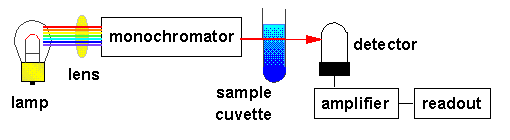 monochromator
detector
lens
lamp
sample
cuvette
amplifier
readout